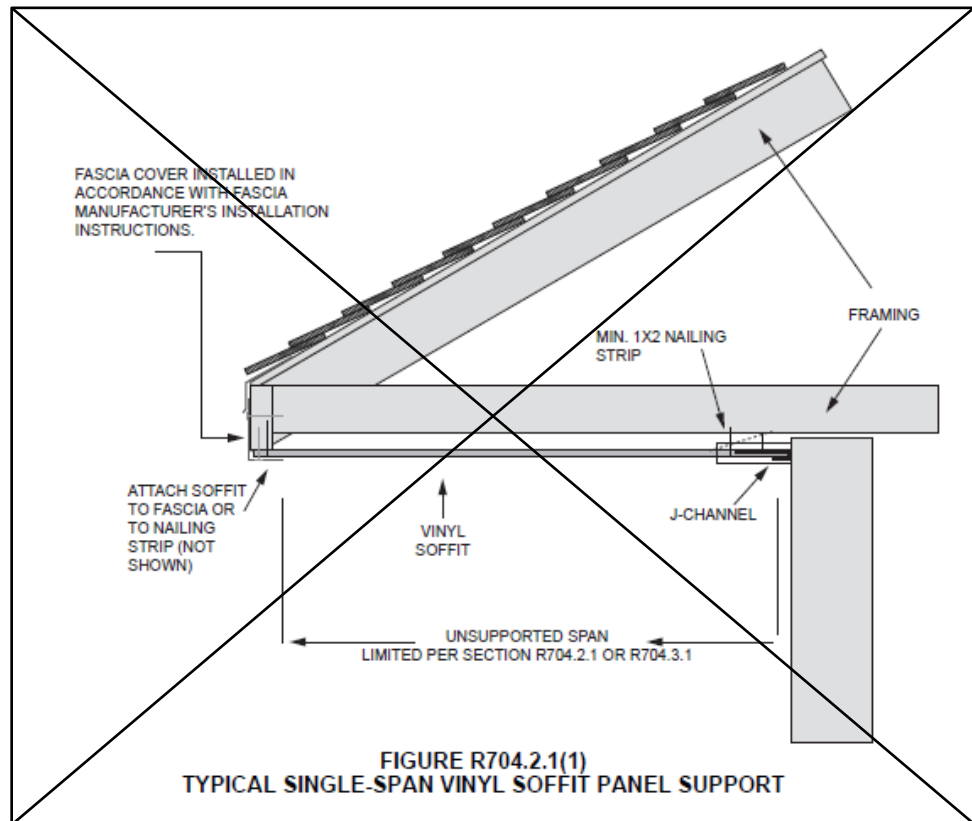 FASCIA COVER INSTALLED IN
ACCORDANCE WITH FASCIA
MANUFACTURER'S INSTALLATION
INSTRUCTIONS.
MIN. 1X2 NAILING
STRIP
FRAMING
ATTACH SOFFIT
TO FASCIA OR
TO NAILING
STRIP (NOT
SHOWN)
VINYL
SOFFIT
J-CHANNEL
UNSUPPORTED SPAN
LIMITED PER SECTION R704.2.1 OR R704.3.1
FIGURE R704.2.1(1)
TYPICAL SINGLE-SPAN VINYL SOFFIT PANEL SUPPORT